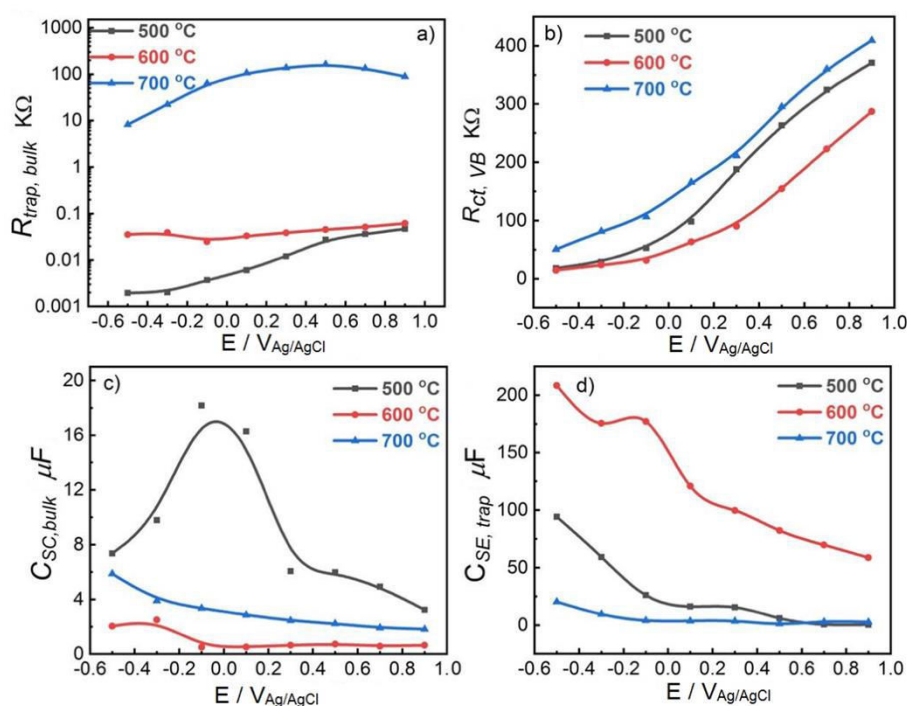 a)
500 °C
600 °C
700 °C
R_trap, bulk KΩ
1000
100
10
1
0.1
0.01
0.001
-0.6 -0.4 -0.2 0.0 0.2 0.4 0.6 0.8 1.0
E / V_Ag/AgCl
b)
500 °C
600 °C
700 °C
R_ct, VB KΩ
400
300
200
100
0
-0.6 -0.4 -0.2 0.0 0.2 0.4 0.6 0.8 1.0
E / V_Ag/AgCl
c)
500 °C
600 °C
700 °C
C_SC,bulk μF
20
16
12
8
4
0
-0.6 -0.4 -0.2 0.0 0.2 0.4 0.6 0.8 1.0
E / V_Ag/AgCl
d)
500 °C
600 °C
700 °C
C_SE, trap μF
200
150
100
50
0
-0.6 -0.4 -0.2 0.0 0.2 0.4 0.6 0.8 1.0
E / V_Ag/AgCl